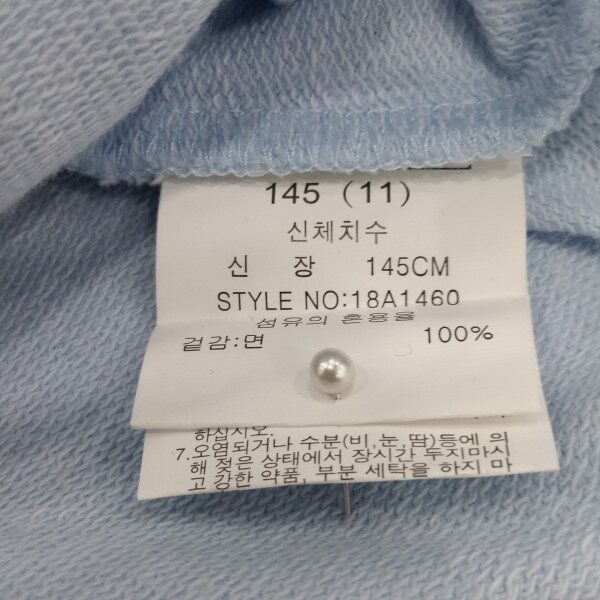 145 (11)
신체치수
신 장 145CM
STYLE NO:18A1460
섬유의 혼용율
겉감:면 100%
하십시오.
7.오염되거나 수분(비,눈,땀)등에 의
해 젖은 상태에서 장시간 두지마시
고 강한 약품, 부분 세탁을 하지 마